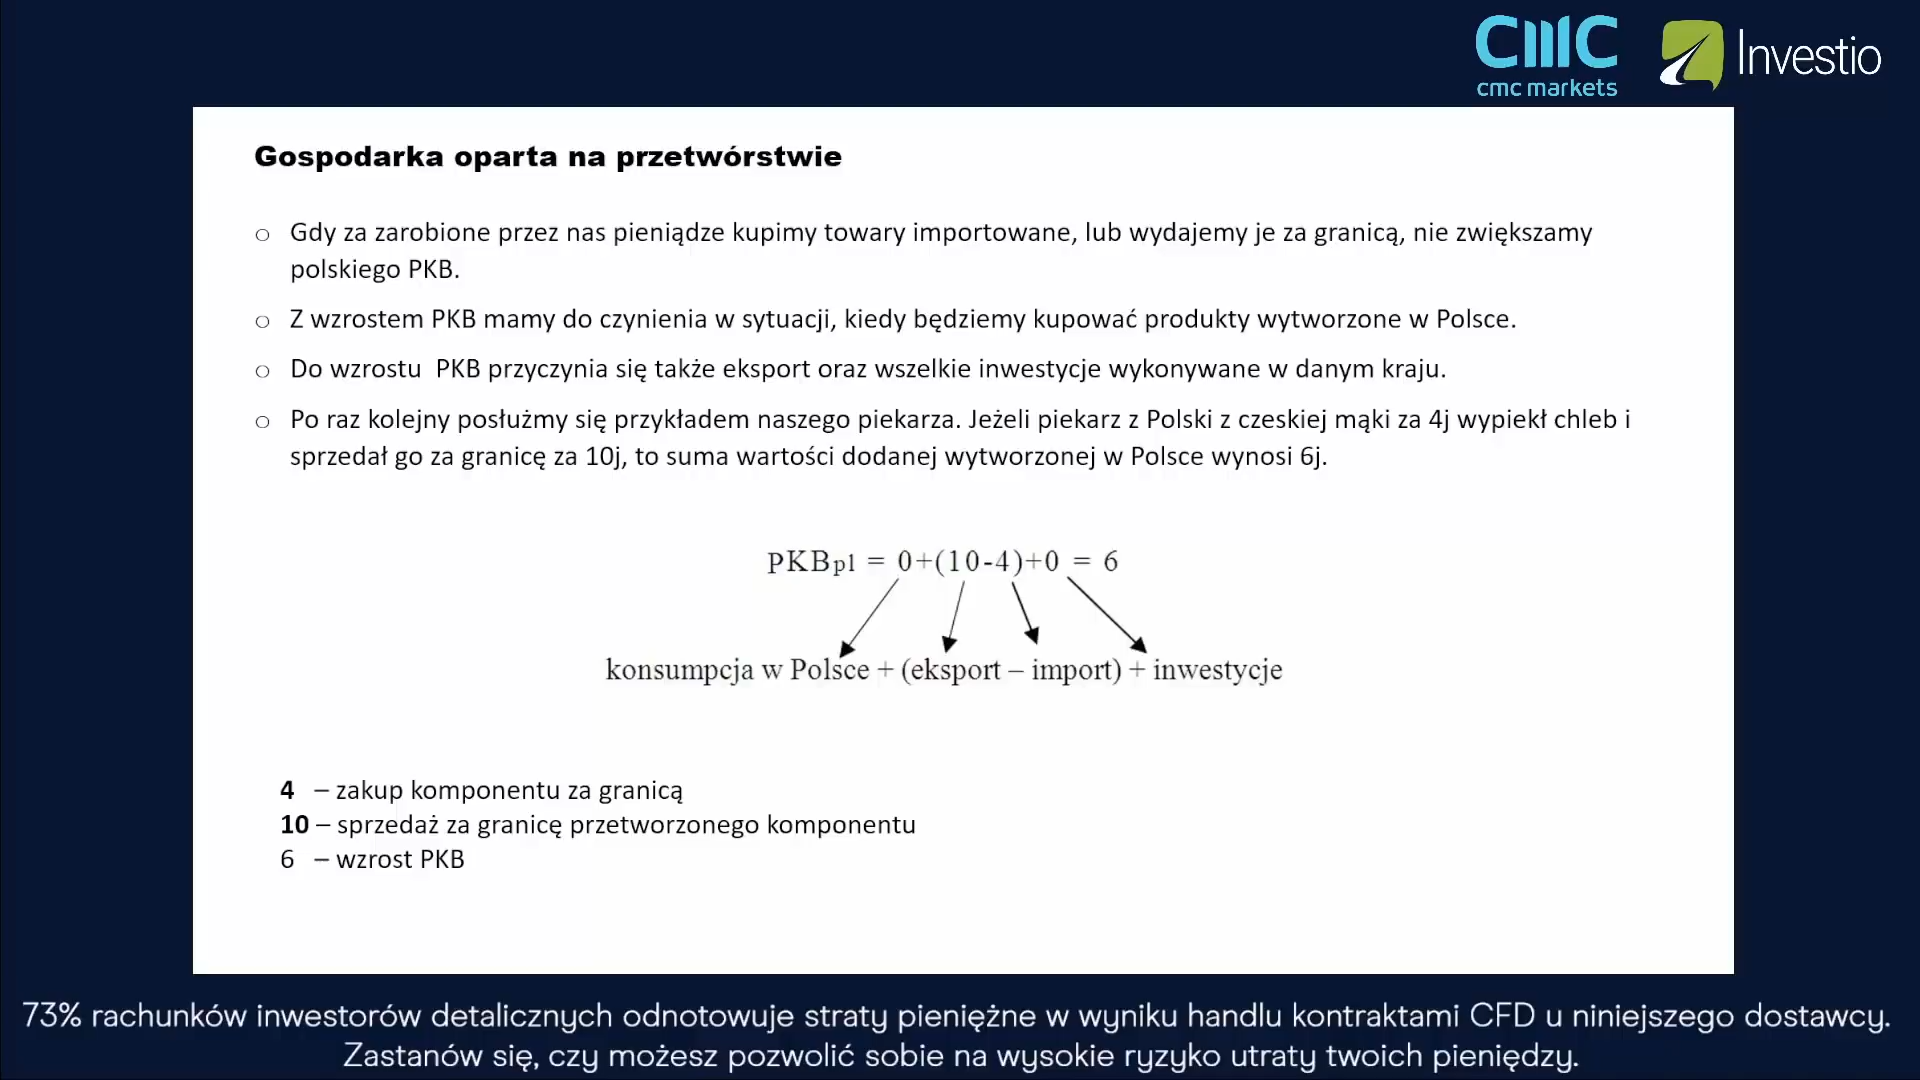 CMC
cmc markets
Investio
Gospodarka oparta na przetwórstwie
o Gdy za zarobione przez nas pieniądze kupimy towary importowane, lub wydajemy je za granicą, nie zwiększamy
polskiego PKB.
o Z wzrostem PKB mamy do czynienia w sytuacji, kiedy będziemy kupować produkty wytworzone w Polsce.
o Do wzrostu  PKB przyczynia się także eksport oraz wszelkie inwestycje wykonywane w danym kraju.
o Po raz kolejny posłużmy się przykładem naszego piekarza. Jeżeli piekarz z Polski z czeskiej mąki za 4j wypiekł chleb i
sprzedał go za granicę za 10j, to suma wartości dodanej wytworzonej w Polsce wynosi 6j.
PKBpl = 0+(10-4)+0 = 6
konsumpcja w Polsce + (eksport – import) + inwestycje
4 – zakup komponentu za granicą
10 – sprzedaż za granicę przetworzonego komponentu
6 – wzrost PKB
73% rachunków inwestorów detalicznych odnotowuje straty pieniężne w wyniku handlu kontraktami CFD u niniejszego dostawcy.
Zastanów się, czy możesz pozwolić sobie na wysokie ryzyko utraty twoich pieniędzy.